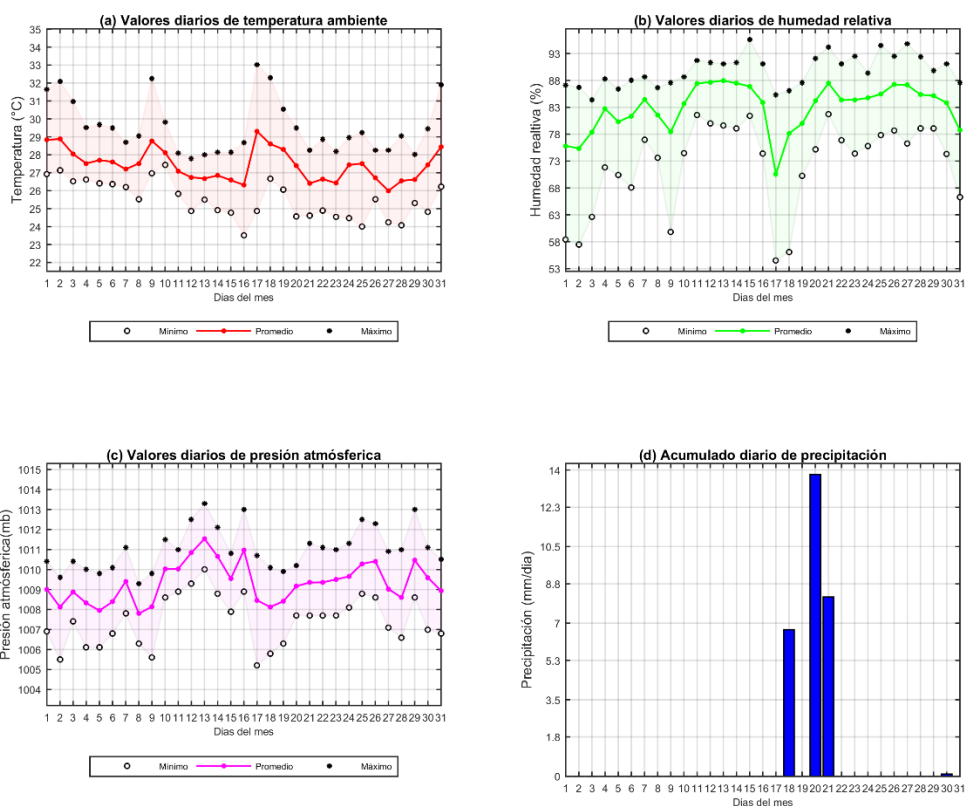 (a) Valores diarios de temperatura ambiente
35
34
33
32
31
30
29
28
27
26
25
24
23
22
Temperatura (°C)
1 2 3 4 5 6 7 8 9 10 11 12 13 14 15 16 17 18 19 20 21 22 23 24 25 26 27 28 29 30 31
Dias del mes
Minimo Promedio Máximo
(b) Valores diarios de humedad relativa
93
88
83
78
73
68
63
58
53
Humedad realtiva (%)
1 2 3 4 5 6 7 8 9 10 11 12 13 14 15 16 17 18 19 20 21 22 23 24 25 26 27 28 29 30 31
Dias del mes
Minimo Promedio Máximo
(c) Valores diarios de presión atmósferica
1015
1014
1013
1012
1011
1010
1009
1008
1007
1006
1005
1004
Presión atmósferica(mb)
1 2 3 4 5 6 7 8 9 10 11 12 13 14 15 16 17 18 19 20 21 22 23 24 25 26 27 28 29 30 31
Dias del mes
Minimo Promedio Máximo
(d) Acumulado diario de precipitación
14
12.3
10.5
8.8
7
5.3
3.5
1.8
0
Precipitación (mm/dia)
1 2 3 4 5 6 7 8 9 10 11 12 13 14 15 16 17 18 19 20 21 22 23 24 25 26 27 28 29 30 31
Dias del mes